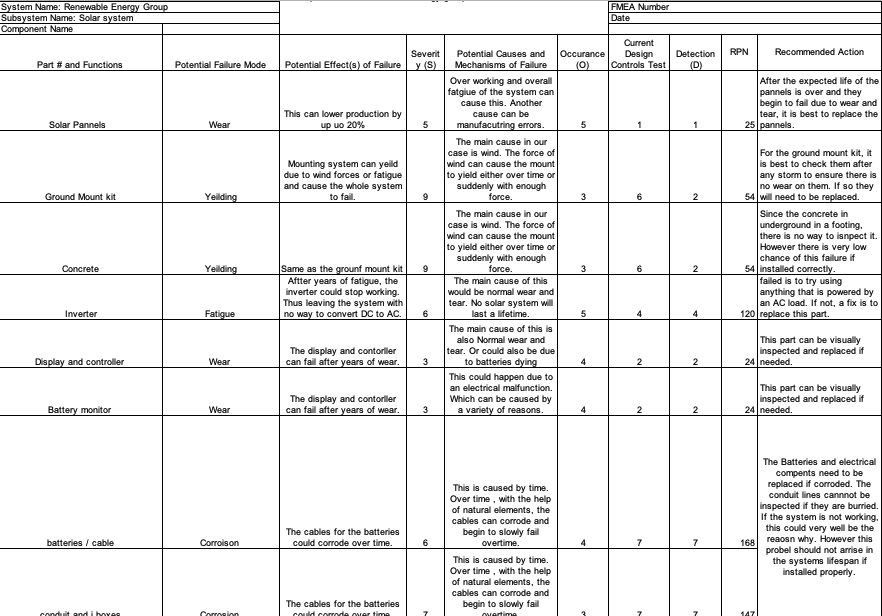 System Name: Renewable Energy Group
FMEA Number
Subsystem Name: Solar system
Date
Component Name
Part # and Functions
Potential Failure Mode
Potential Effect(s) of Failure
Severit
y (S)
Potential Causes and
Mechanisms of Failure
Occurance
(O)
Current
Design
Controls Test
Detection
(D)
RPN
Recommended Action
Solar Pannels
Wear
This can lower production by
up uo 20%
5
Over working and overall
fatgiue of the system can
cause this. Another
cause can be
manufacutring errors.
5
1
1
25
After the expected life of the
pannels is over and they
begin to fail due to wear and
tear, it is best to replace the
pannels.
Ground Mount kit
Yeilding
Mounting system can yeild
due to wind forces or fatigue
and cause the whole system
to fail.
9
The main cause in our
case is wind. The force of
wind can cause the mount
to yield either over time or
suddenly with enough
force.
3
6
2
54
For the ground mount kit, it
is best to check them after
any storm to ensure there is
no wear on them. If so they
will need to be replaced.
Concrete
Yeilding
Same as the grounf mount kit
9
The main cause in our
case is wind. The force of
wind can cause the mount
to yield either over time or
suddenly with enough
force.
3
6
2
54
Since the concrete in
underground in a footing,
there is no way to isnpect it.
However there is very low
chance of this failure if
installed correctly.
Inverter
Fatigue
Aftter years of fatigue, the
inverter could stop working.
Thus leaving the system with
no way to convert DC to AC.
6
The main cause of this
would be normal wear and
tear. No solar system will
last a lifetime.
5
4
4
120
failed is to try using
anything that is powered by
an AC load. If not, a fix is to
replace this part.
Display and controller
Wear
The display and contorller
can fail after years of wear.
3
The main cause of this is
also Normal wear and
tear. Or could also be due
to batteries dying
4
2
2
24
This part can be visually
inspected and replaced if
needed.
Battery monitor
Wear
The display and contorller
can fail after years of wear.
3
This could happen due to
an electrical malfunction.
Which can be caused by
a variety of reasons.
4
2
2
24
This part can be visually
inspected and replaced if
needed.
batteries / cable
Corroison
The cables for the batteries
could corrode over time.
6
This is caused by time.
Over time , with the help
of natural elements, the
cables can corrode and
begin to slowly fail
overtime.
4
7
7
168
The Batteries and electrical
compents need to be
replaced if corroded. The
conduit lines cannnot be
inspected if they are burried.
If the system is not working,
this could very well be the
reaosn why. However this
probel should not arrise in
the systems lifespan if
installed properly.
conduit and j boxes
Corrosion
The cables for the batteries
could corrode over time.
7
This is caused by time.
Over time , with the help
of natural elements, the
cables can corrode and
begin to slowly fail
overtime.
3
7
7
147